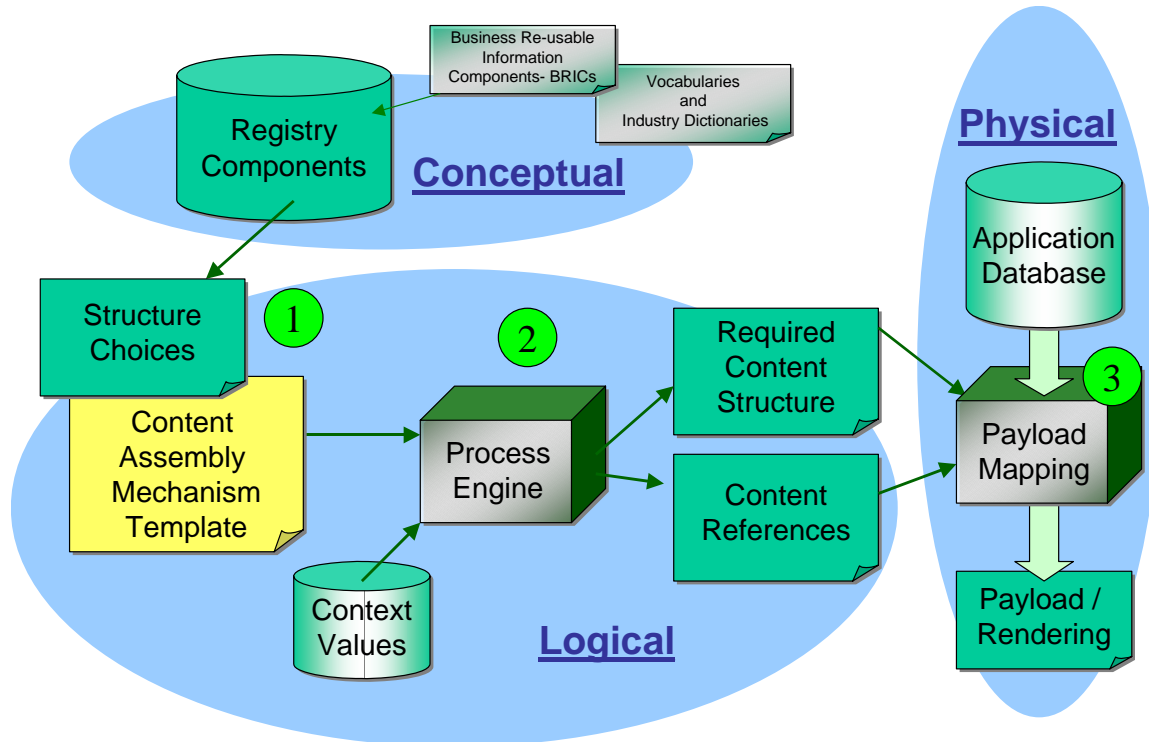 Business Re-usable
Information
Components- BRICs
Vocabularies
and
Industry Dictionaries
Registry
Components
Conceptual
Physical
Application
Database
Structure
Choices
1
2
Required
Content
Structure
3
Content
Assembly
Mechanism
Template
Process
Engine
Payload
Mapping
Content
References
Context
Values
Logical
Payload /
Rendering